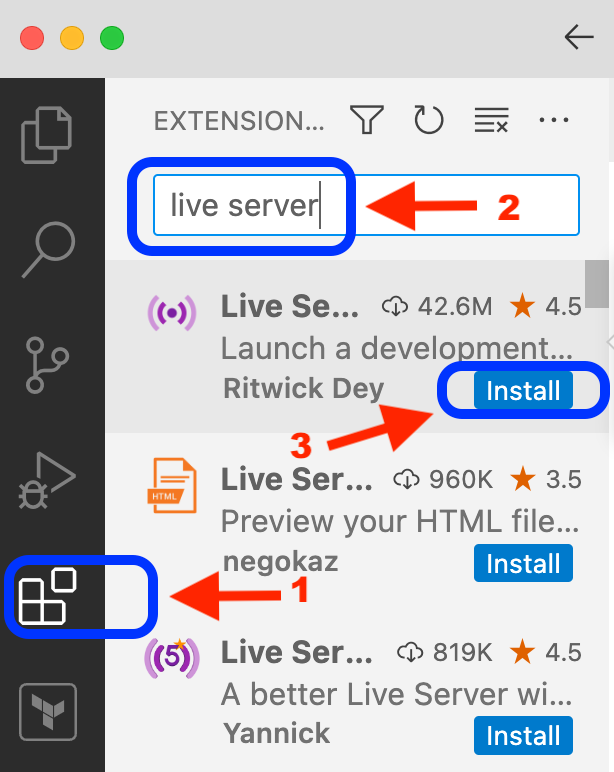 EXTENSION...
live server
2
Live Se... 42.6M 4.5
Launch a development...
Ritwick Dey Install
3
Live Ser... 960K 3.5
HTML
Preview your HTML file...
negokaz Install
1
Live Ser... 819K 4.5
5
A better Live Server wi...
Yannick Install